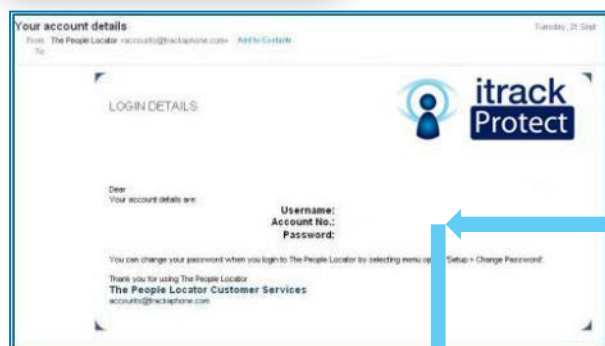 Your account details
Tuesday, 21 Sept
From: The People Locator <accounts@trackaphone.com> Add to Contacts
To:
LOGIN DETAILS
itrack
Protect
Dear
Your account details are:
Username:
Account No.:
Password:
You can change your password when you login to The People Locator by selecting menu op 'Setup > Change Password'
Thank you for using The People Locator
The People Locator Customer Services
accounts@trackaphone.com